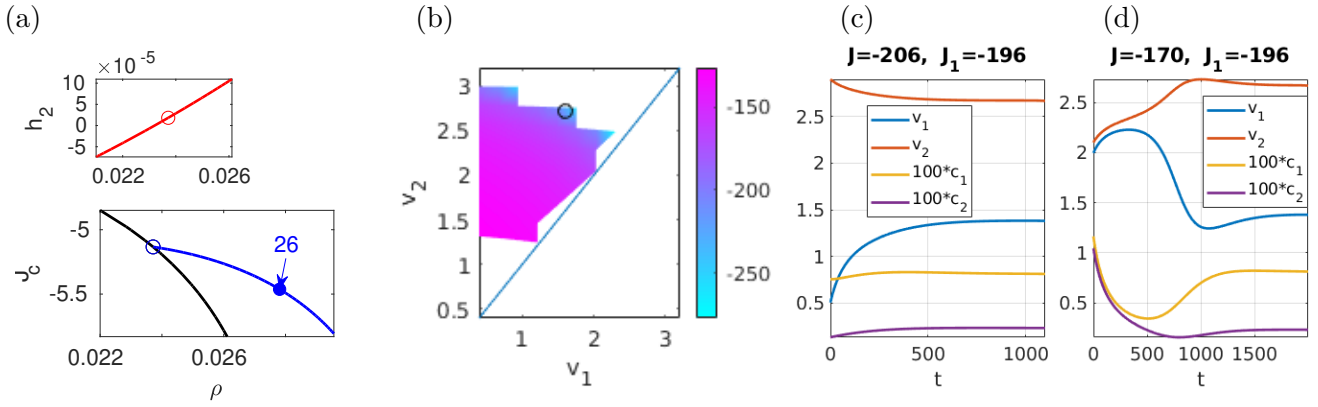 (a)
×10⁻⁵
10
5
0
-5
h₂
0.022
0.026
26
-5
-5.5
J_C
0.022
0.026
ρ
(b)
3
2.5
2
1.5
1
0.5
v₂
1
2
3
v₁
-150
-200
-250
(c)
J=-206, J₁=-196
2.5
2
1.5
1
0.5
v₁
v₂
100*c₁
100*c₂
0
500
1000
t
(d)
J=-170, J₁=-196
2.5
2
1.5
1
0.5
v₁
v₂
100*c₁
100*c₂
0
500
1000
1500
t